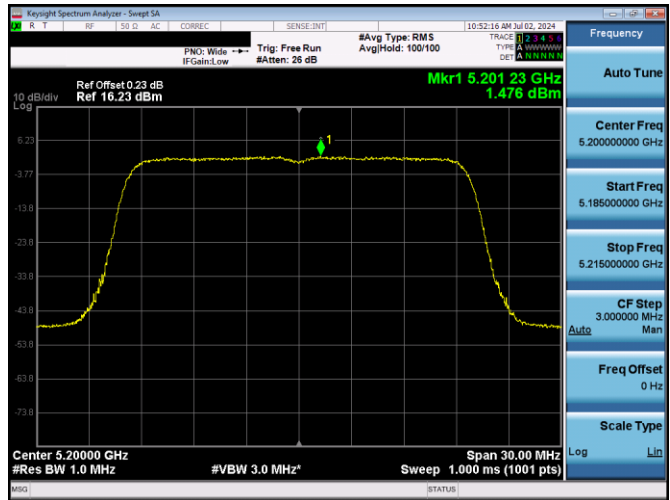 Keysight Spectrum Analyzer - Swept SA
LXI R T RF 50 Ω AC CORREC SENSE:INT 10:52:16 AM Jul 02, 2024
#Avg Type: RMS
Avg|Hold: 100/100
TRACE 1 2 3 4 5 6
TYPE A WWWWW
DET A N N N N N
PNO: Wide
IFGain:Low
Trig: Free Run
#Atten: 26 dB
Mkr1 5.201 23 GHz
1.476 dBm
Ref Offset 0.23 dB
10 dB/div Ref 16.23 dBm
Log
1
6.23
-3.77
-13.8
-23.8
-33.8
-43.8
-53.8
-63.8
-73.8
Center 5.20000 GHz Span 30.00 MHz
#Res BW 1.0 MHz #VBW 3.0 MHz* Sweep 1.000 ms (1001 pts)
MSG STATUS
Frequency
Auto Tune
Center Freq
5.200000000 GHz
Start Freq
5.185000000 GHz
Stop Freq
5.215000000 GHz
CF Step
3.000000 MHz
Auto Man
Freq Offset
0 Hz
Scale Type
Log Lin